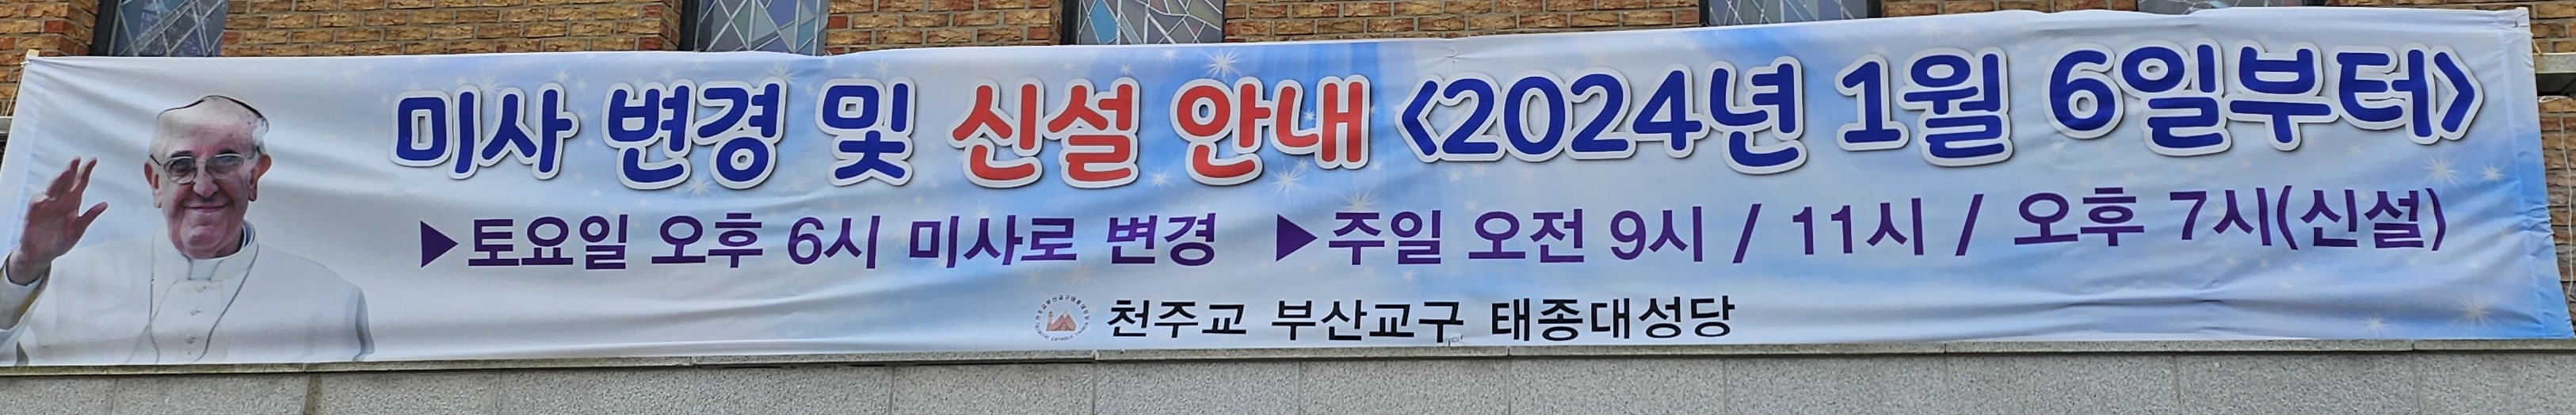 미사 변경 및 신설 안내 <2024년 1월 6일부터>
▶토요일 오후 6시 미사로 변경 ▶주일 오전 9시 / 11시 / 오후 7시(신설)
천주교 부산교구 태종대성당